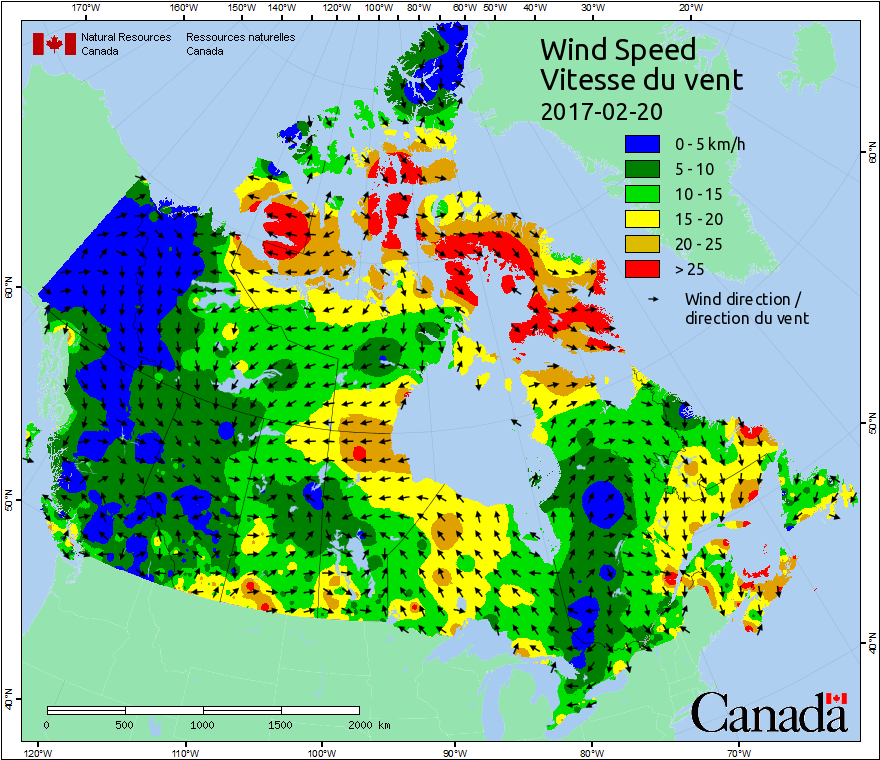 170°W 160°W 150°W 140°W 120°W 100°W 80°W 60°W 50°W 40°W 30°W 20°W
Natural Resources Ressources naturelles
Canada Canada
Wind Speed
Vitesse du vent
2017-02-20
0 - 5 km/h
5 - 10
10 - 15
15 - 20
20 - 25
> 25
Wind direction /
direction du vent
60°N
60°N
50°N
50°N
40°N
40°N
Canada
0 500 1000 1500 2000 km
120°W 110°W 100°W 90°W 80°W 70°W